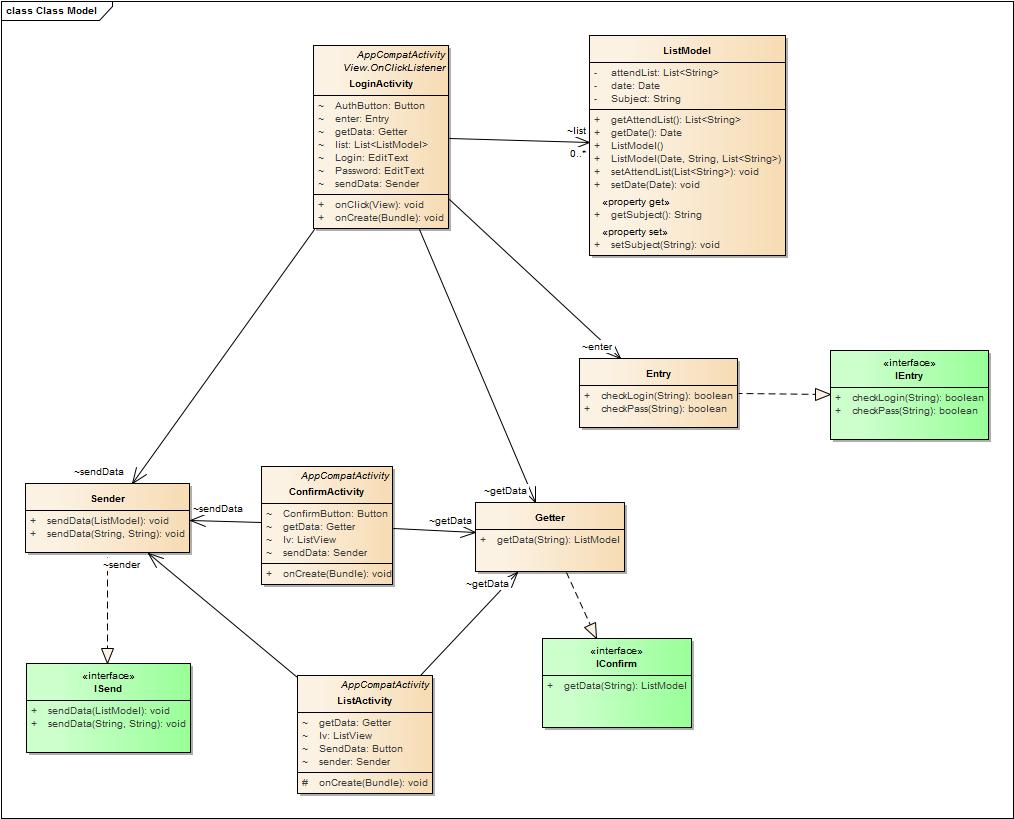 class Class Model
AppCompatActivity
View.OnClickListener
LoginActivity
~ AuthButton: Button
~ enter: Entry
~ getData: Getter
~ list: List<ListModel>
~ Login: EditText
~ Password: EditText
~ sendData: Sender
+ onClick(View): void
+ onCreate(Bundle): void
~list
0..*
ListModel
- attendList: List<String>
- date: Date
- Subject: String
+ getAttendList(): List<String>
+ getDate(): Date
+ ListModel()
+ ListModel(Date, String, List<String>)
+ setAttendList(List<String>): void
+ setDate(Date): void
«property get»
+ getSubject(): String
«property set»
+ setSubject(String): void
~enter
Entry
+ checkLogin(String): boolean
+ checkPass(String): boolean
«interface»
IEntry
+ checkLogin(String): boolean
+ checkPass(String): boolean
~sendData
Sender
+ sendData(ListModel): void
+ sendData(String, String): void
~sendData
AppCompatActivity
ConfirmActivity
~ ConfirmButton: Button
~ getData: Getter
~ lv: ListView
~ sendData: Sender
+ onCreate(Bundle): void
~getData
~getData
Getter
+ getData(String): ListModel
~sender
~getData
«interface»
ISend
+ sendData(ListModel): void
+ sendData(String, String): void
AppCompatActivity
ListActivity
~ getData: Getter
~ lv: ListView
~ SendData: Button
~ sender: Sender
# onCreate(Bundle): void
«interface»
IConfirm
+ getData(String): ListModel